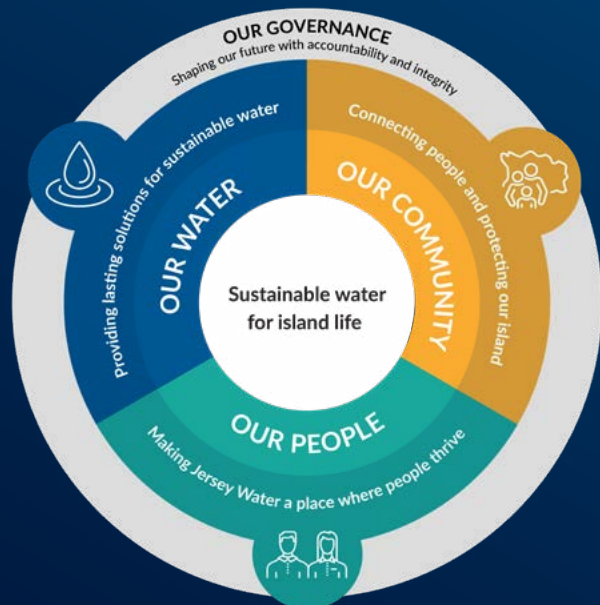 OUR GOVERNANCE
Shaping our future with accountability and integrity
OUR WATER
Providing lasting solutions for sustainable water
OUR COMMUNITY
Connecting people and protecting our island
Sustainable water
for island life
OUR PEOPLE
Making Jersey Water a place where people thrive